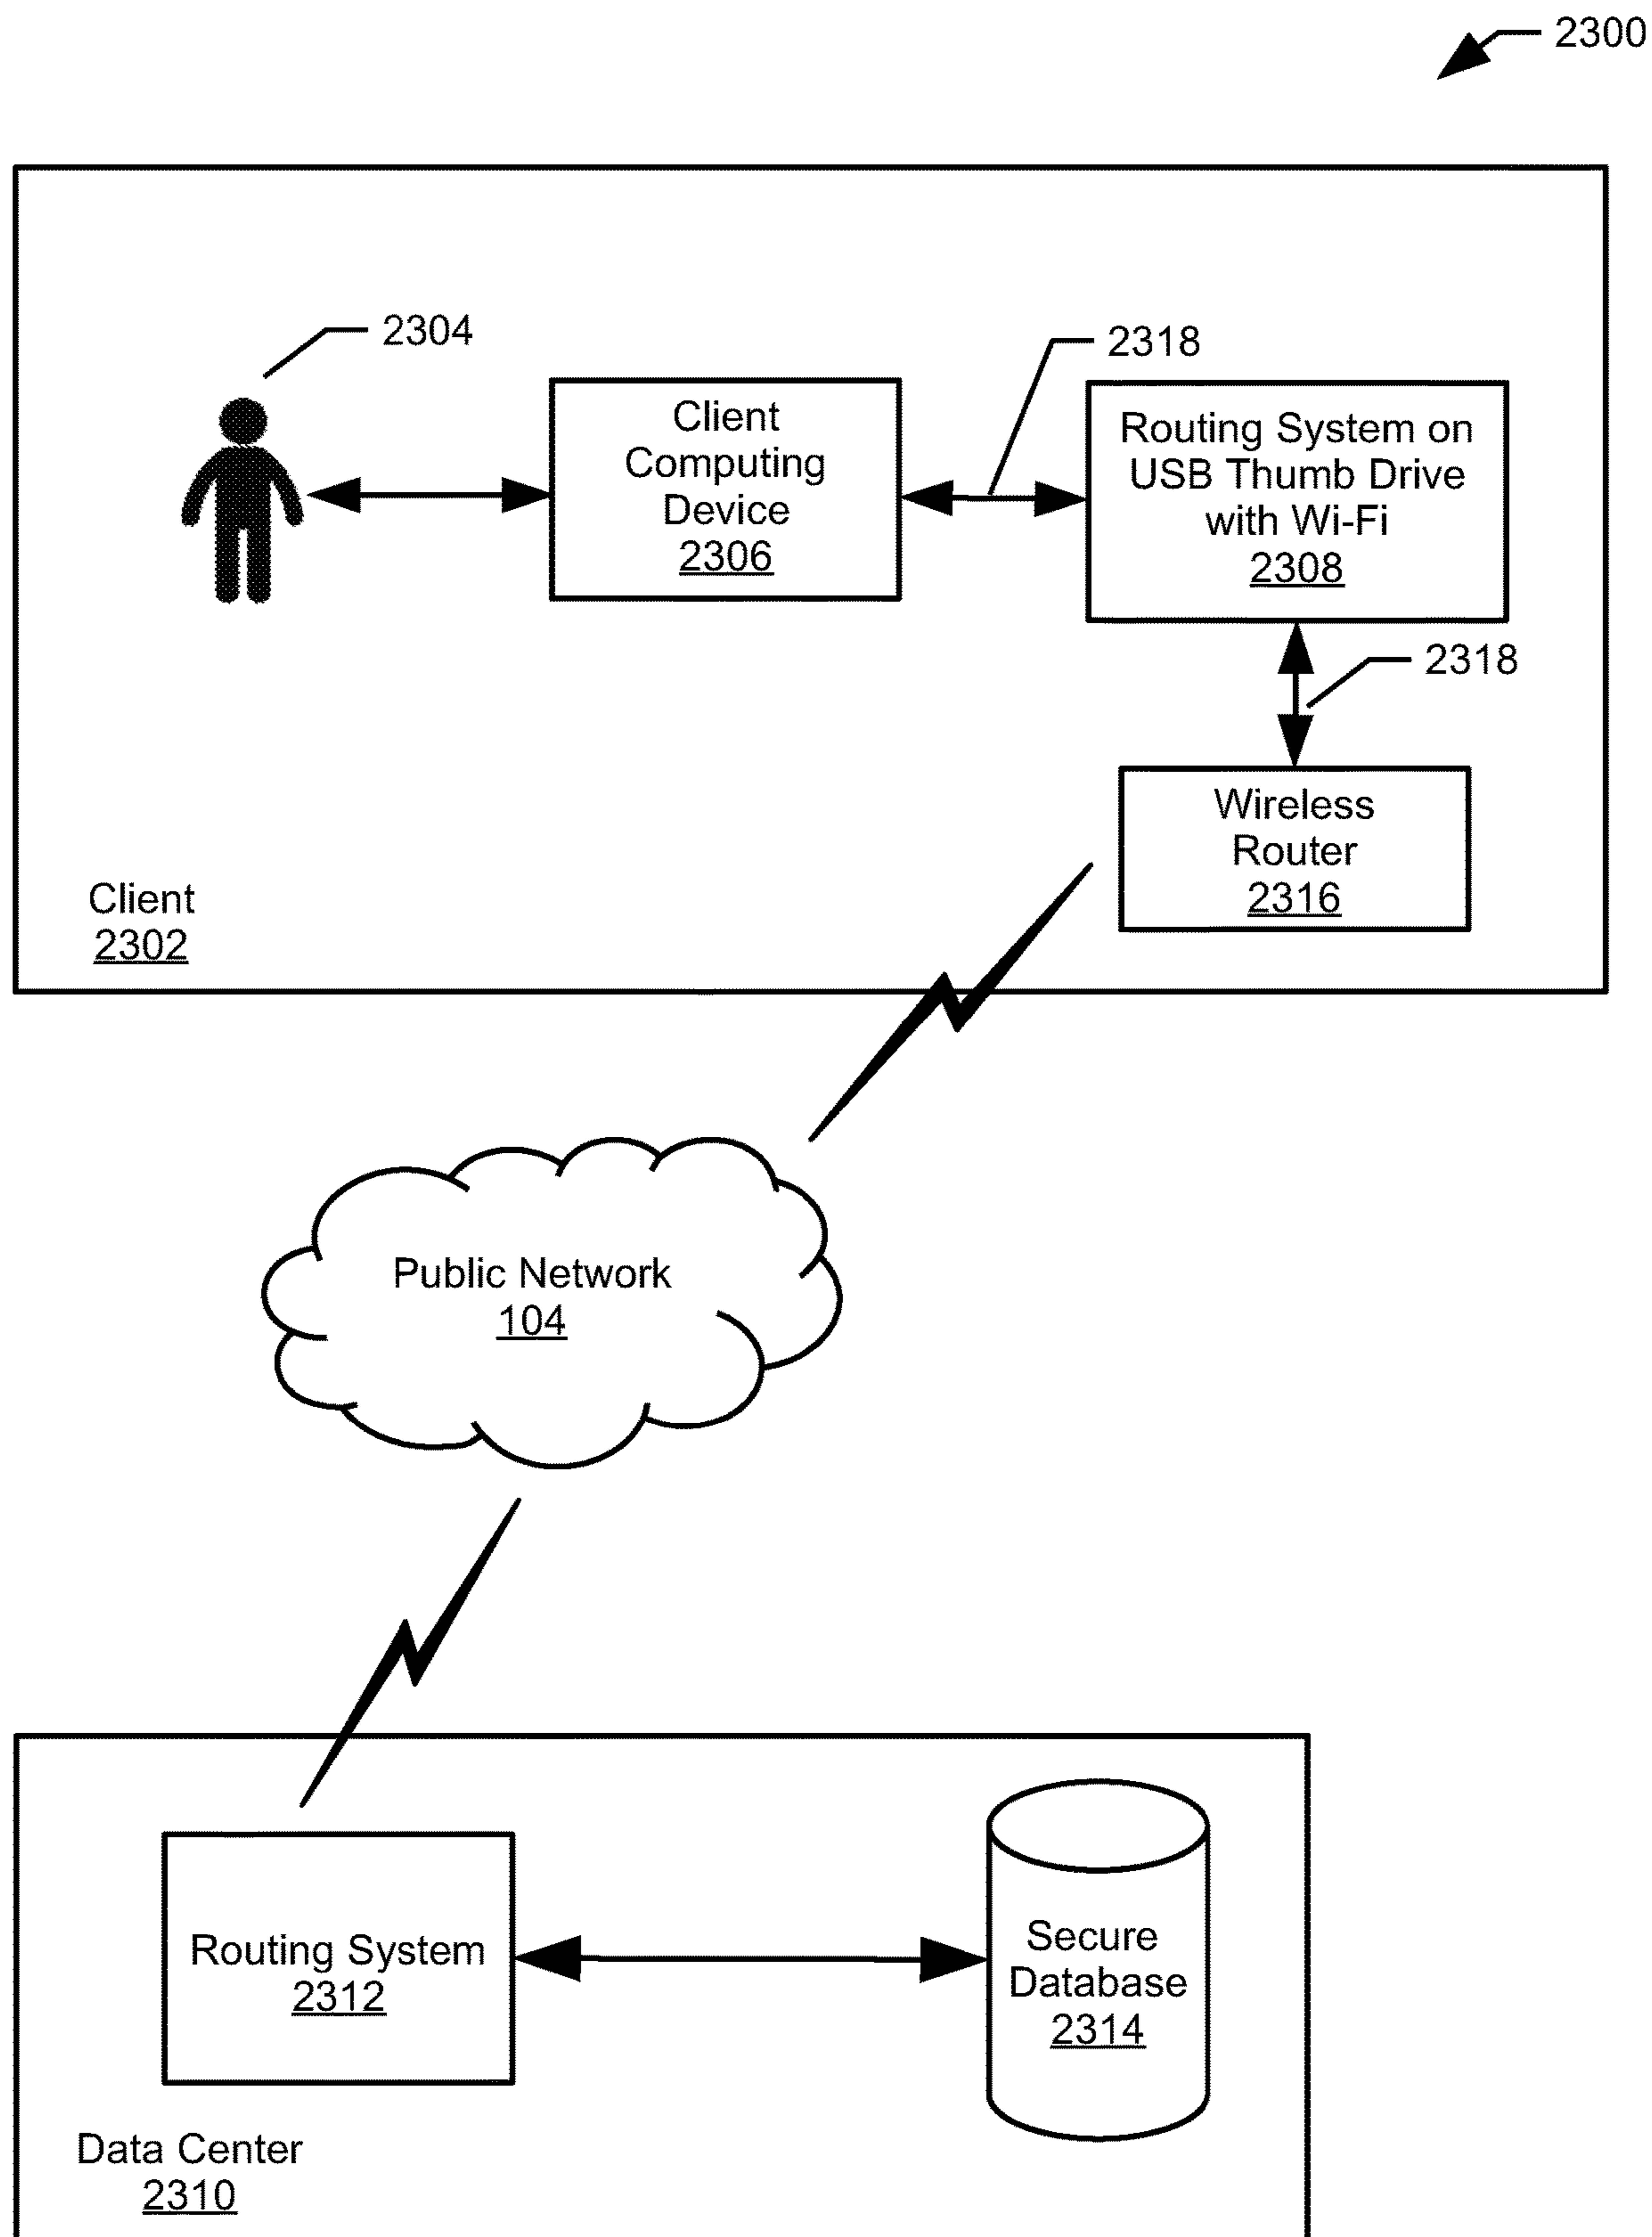 2300
2304
2318
Client
Computing
Device
2306
Routing System on
USB Thumb Drive
with Wi-Fi
2308
2318
Wireless
Router
2316
Client
2302
Public Network
104
Routing System
2312
Secure
Database
2314
Data Center
2310